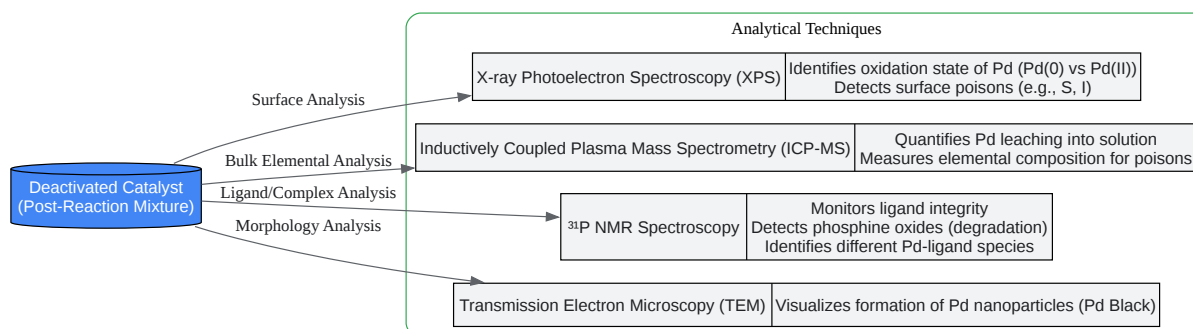 Analytical Techniques
X-ray Photoelectron Spectroscopy (XPS)
Identifies oxidation state of Pd (Pd(0) vs Pd(II))
Detects surface poisons (e.g., S, I)
Surface Analysis
Inductively Coupled Plasma Mass Spectrometry (ICP-MS)
Quantifies Pd leaching into solution
Measures elemental composition for poisons
Bulk Elemental Analysis
Deactivated Catalyst
(Post-Reaction Mixture)
Ligand/Complex Analysis
³¹P NMR Spectroscopy
Monitors ligand integrity
Detects phosphine oxides (degradation)
Identifies different Pd-ligand species
Morphology Analysis
Transmission Electron Microscopy (TEM)
Visualizes formation of Pd nanoparticles (Pd Black)